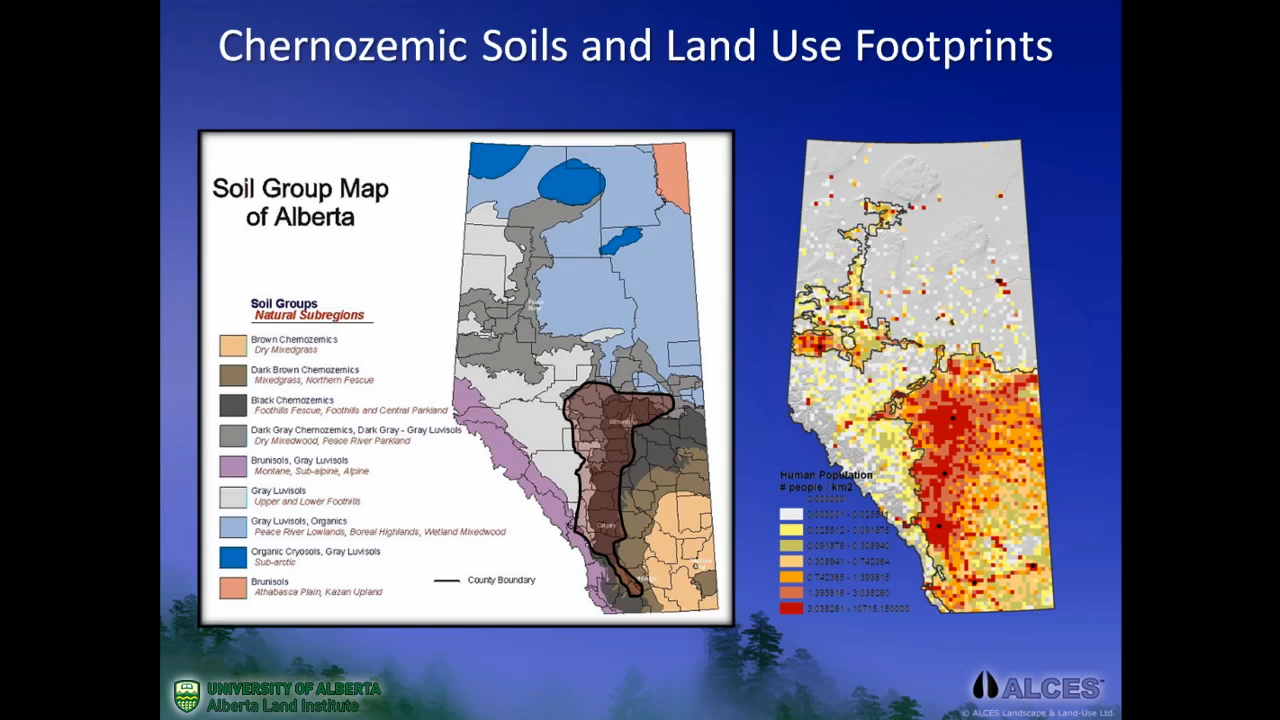 Chernozemic Soils and Land Use Footprints
Soil Group Map
of Alberta
Soil Groups
Natural Subregions
Brown Chernozemics
Dry Mixedgrass
Dark Brown Chernozemics
Mixedgrass, Northern Fescue
Black Chernozemics
Foothills Fescue, Foothills and Central Parkland
Dark Gray Chernozemics, Dark Gray - Gray Luvisols
Dry Mixedwood, Peace River Parkland
Brunisols, Gray Luvisols
Montane, Sub-alpine, Alpine
Gray Luvisols
Upper and Lower Foothills
Gray Luvisols, Organics
Peace River Lowlands, Boreal Highlands, Wetland Mixedwood
Organic Cryosols, Gray Luvisols
Sub-arctic
Brunisols
Athabasca Plain, Kazan Upland
County Boundary
Calgary
Human Population
# people / km2
0.000000
UNIVERSITY OF ALBERTA
Alberta Land Institute
ALCES™
© ALCES Landscape & Land-Use Ltd.